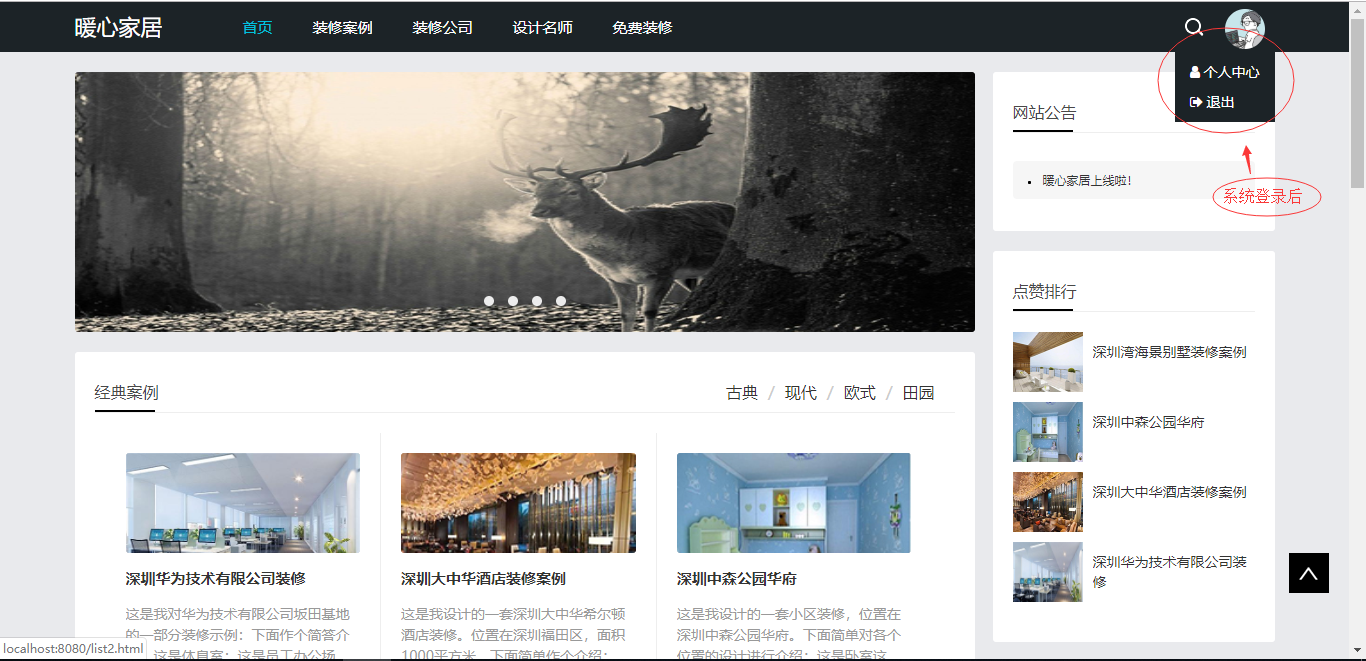 暖心家居
首页
装修案例
装修公司
设计名师
免费装修
个人中心
退出
系统登录后
网站公告
暖心家居上线啦！
点赞排行
深圳湾海景别墅装修案例
深圳中森公园华府
深圳大中华酒店装修案例
深圳华为技术有限公司装
修
经典案例
古典 / 现代 / 欧式 / 田园
深圳华为技术有限公司装修
这是我对华为技术有限公司坂田基地
的一部分装修示例：下面作个简答介
这是休息室：这是员工办公场
深圳大中华酒店装修案例
这是我设计的一套深圳大中华希尔顿
酒店装修。位置在深圳福田区，面积
1000平方米，下面简单作个介绍：
深圳中森公园华府
这是我设计的一套小区装修，位置在
深圳中森公园华府。下面简单对各个
位置的设计进行介绍：这是卧室这
localhost:8080/list2.html